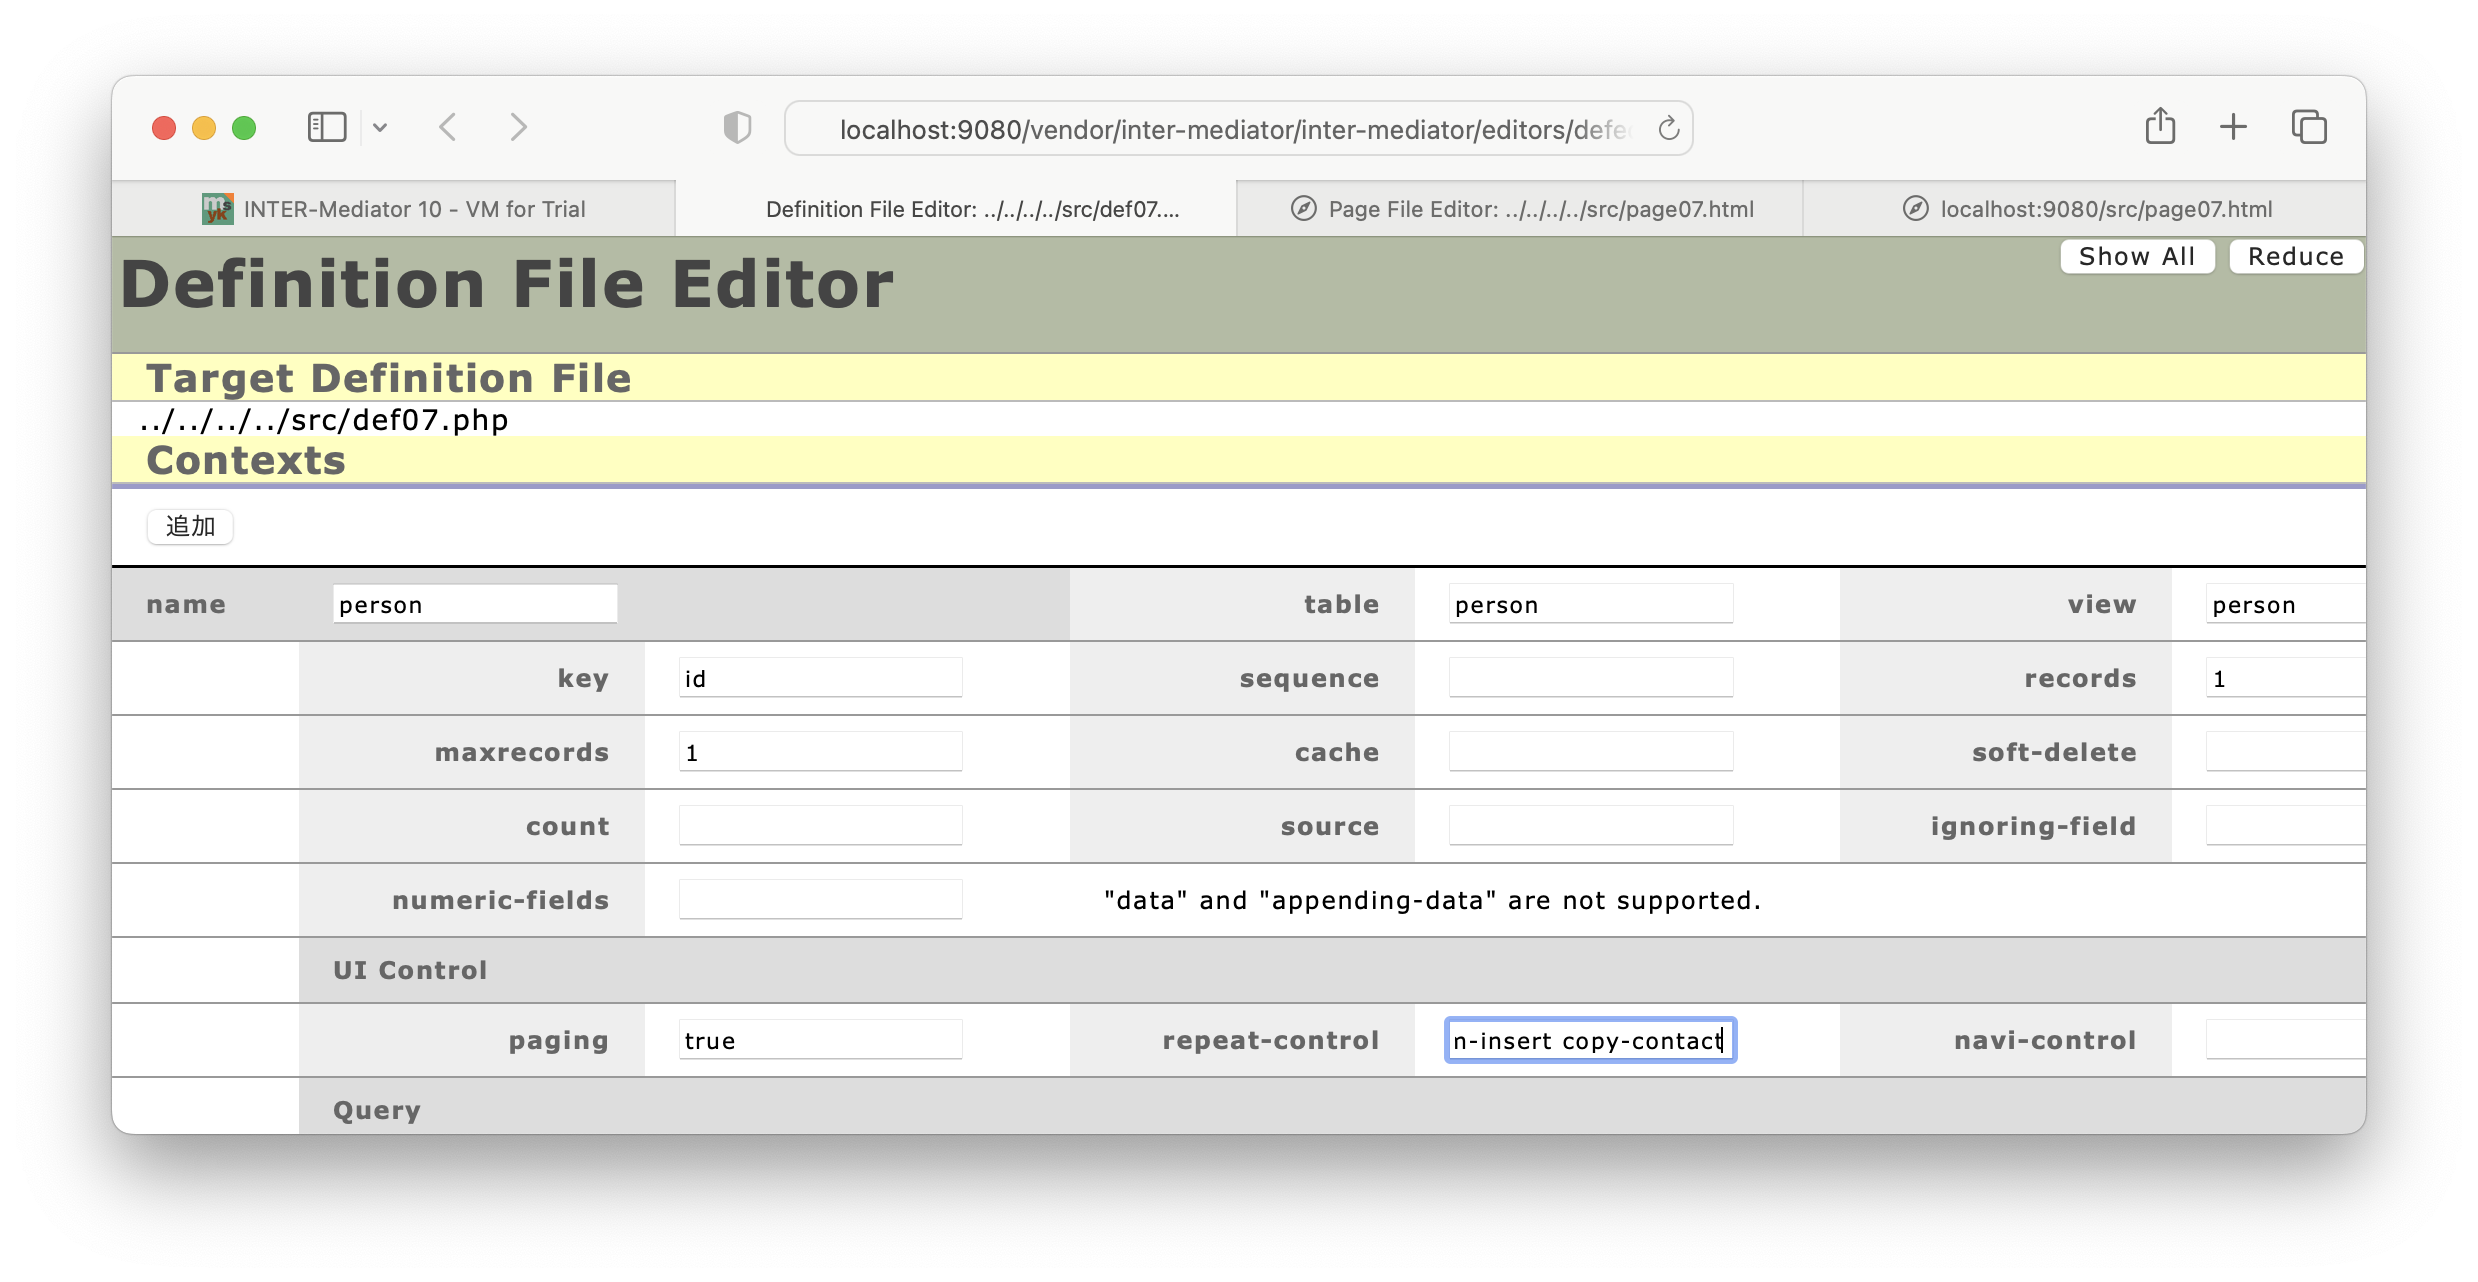 localhost:9080/vendor/inter-mediator/inter-mediator/editors/defe
INTER-Mediator 10 - VM for Trial
Definition File Editor: ../../../../src/def07....
Page File Editor: ../../../../src/page07.html
localhost:9080/src/page07.html
Definition File Editor
Show All Reduce
Target Definition File
../../../../src/def07.php
Contexts
追加
name person table person view person
key id sequence records 1
maxrecords 1 cache soft-delete
count source ignoring-field
numeric-fields "data" and "appending-data" are not supported.
UI Control
paging true repeat-control n-insert copy-contact navi-control
Query